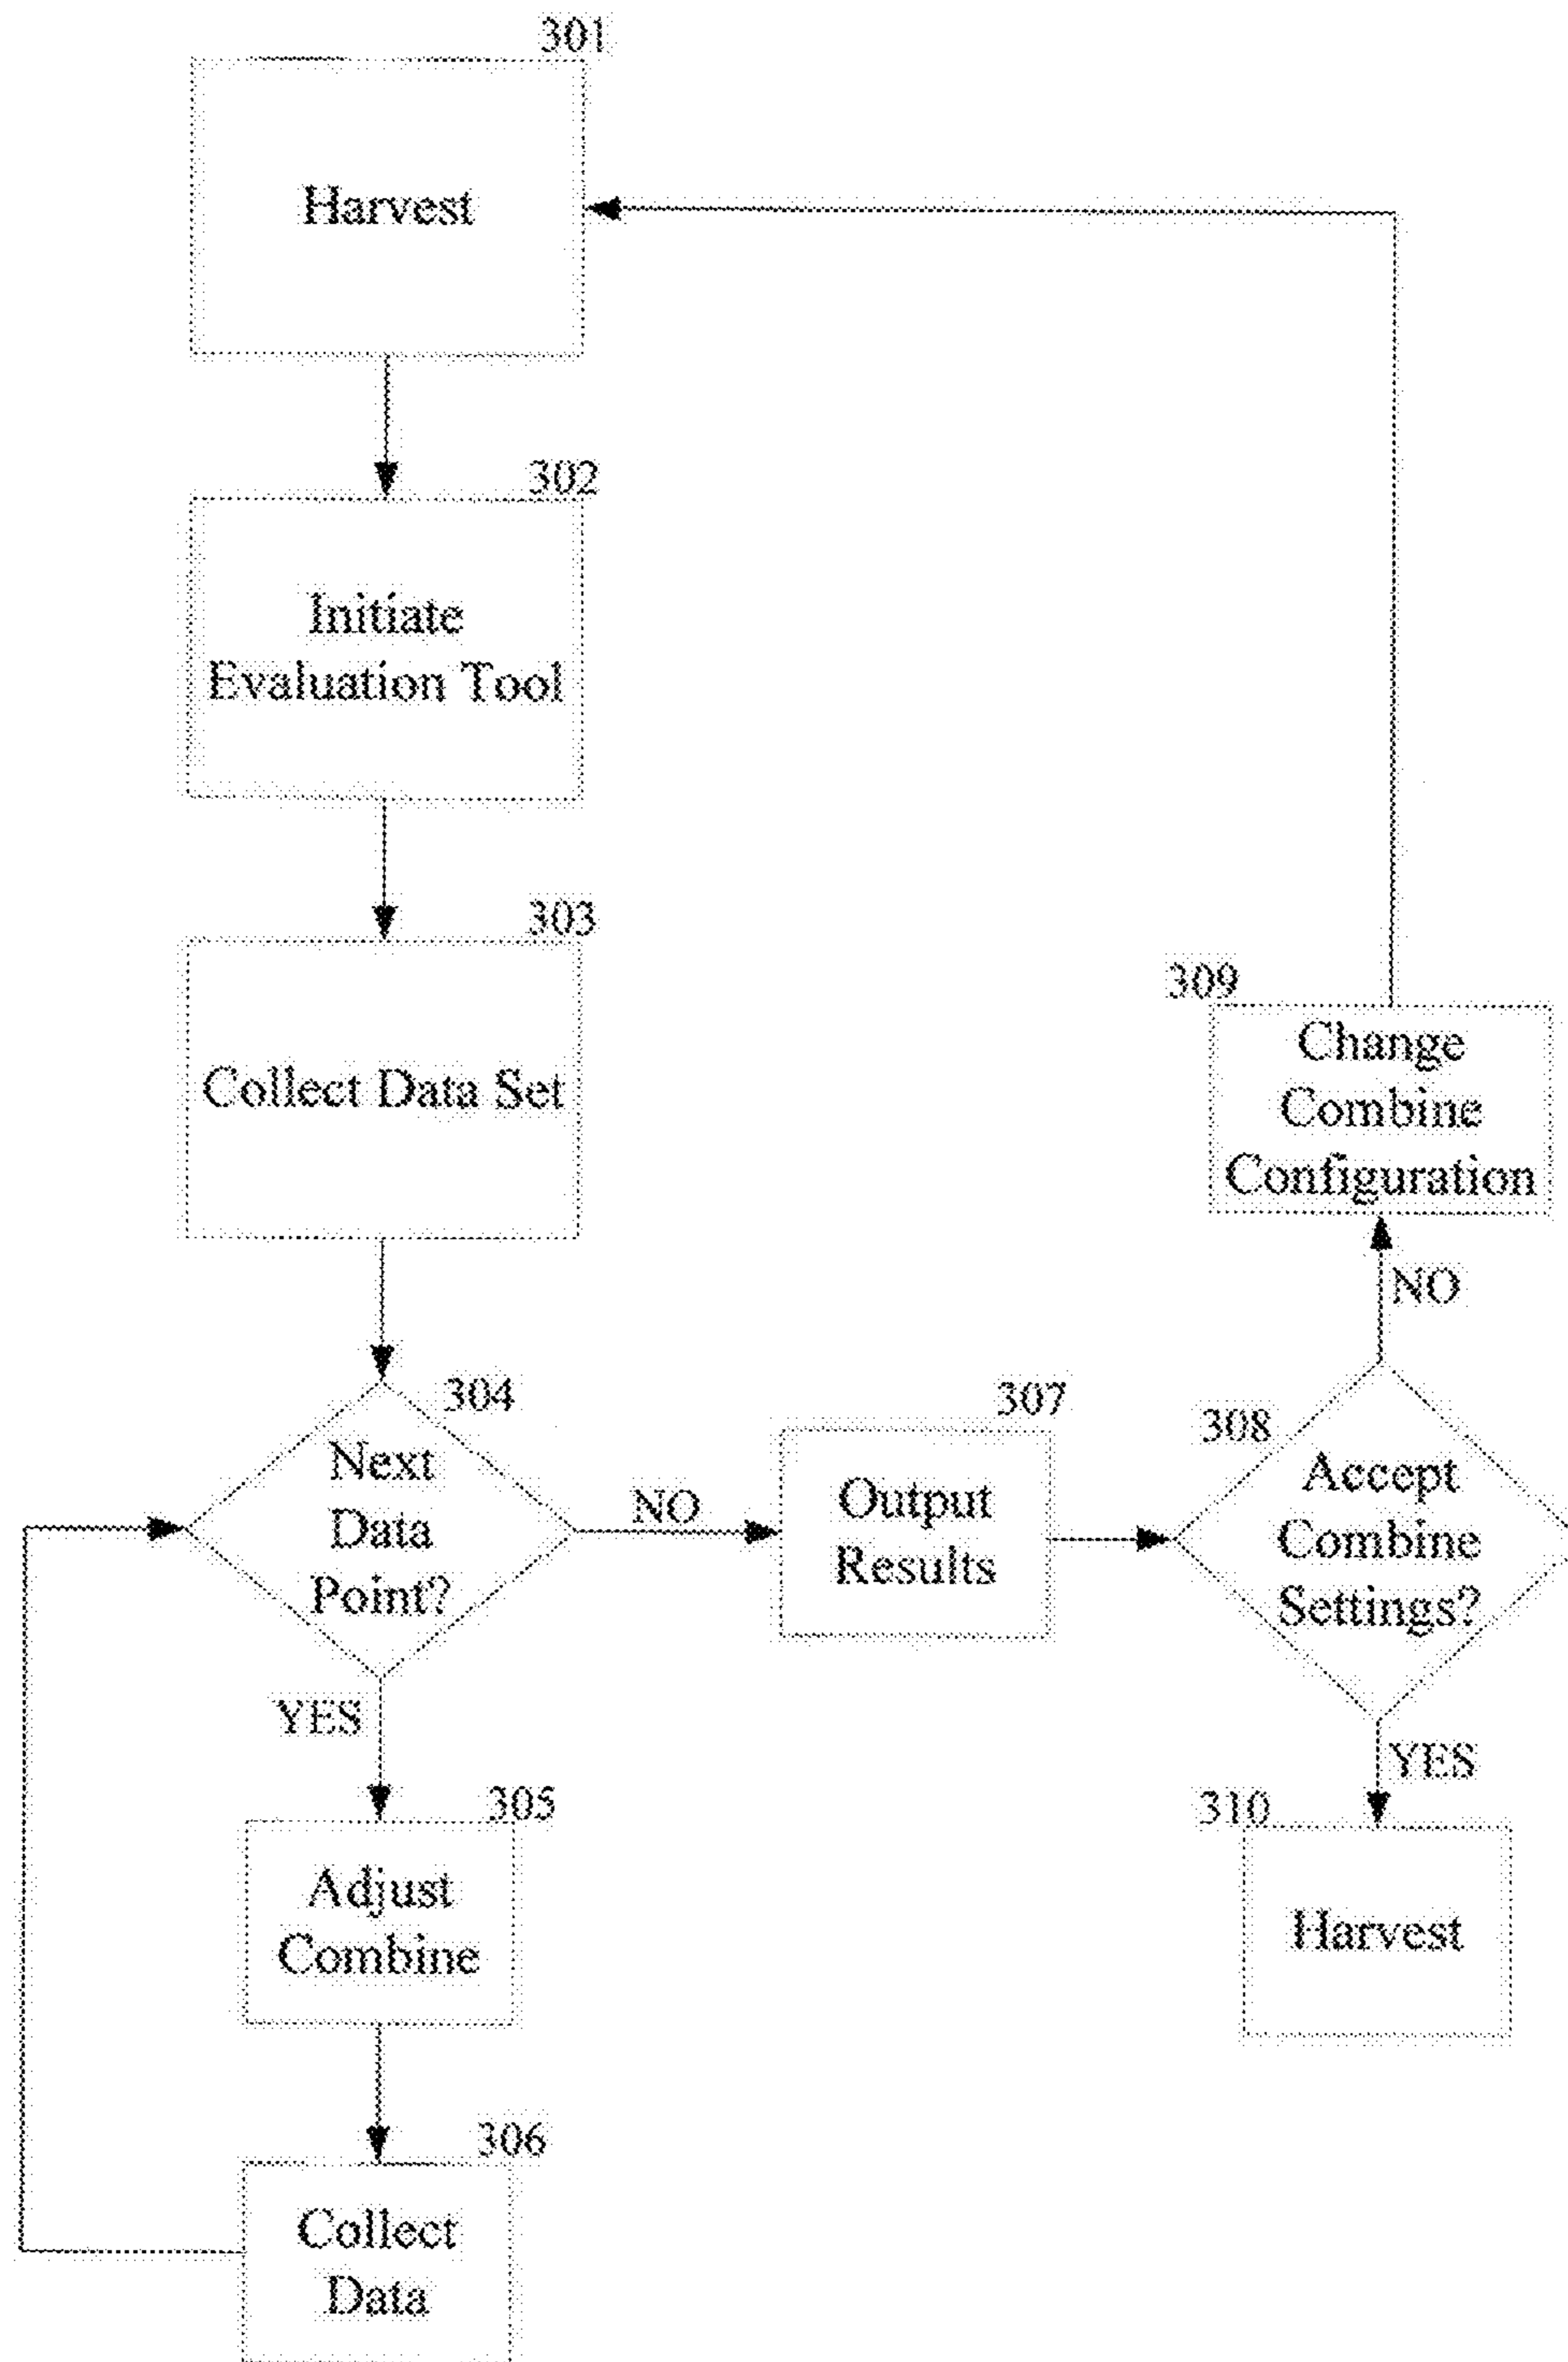 301
Harvest
302
Initiate
Evaluation Tool
303
Collect Data Set
304
Next
Data
Point?
NO
YES
305
Adjust
Combine
306
Collect
Data
307
Output
Results
308
Accept
Combine
Settings?
NO
309
Change
Combine
Configuration
YES
310
Harvest